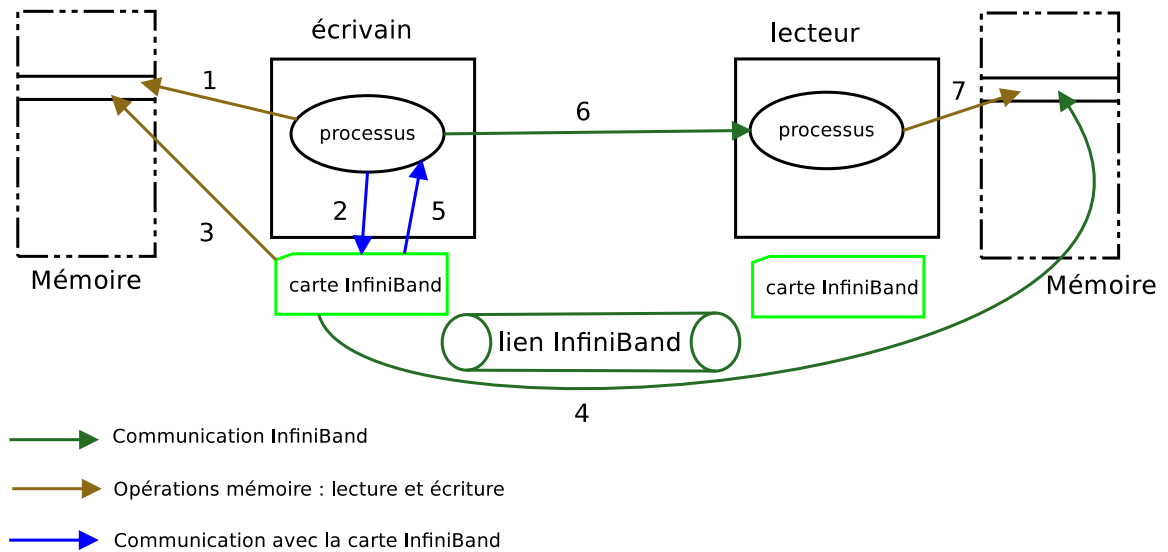 écrivain
lecteur
1
6
7
processus
processus
2
5
3
Mémoire
carte InfiniBand
carte InfiniBand
Mémoire
lien InfiniBand
4
Communication InfiniBand
Opérations mémoire : lecture et écriture
Communication avec la carte InfiniBand